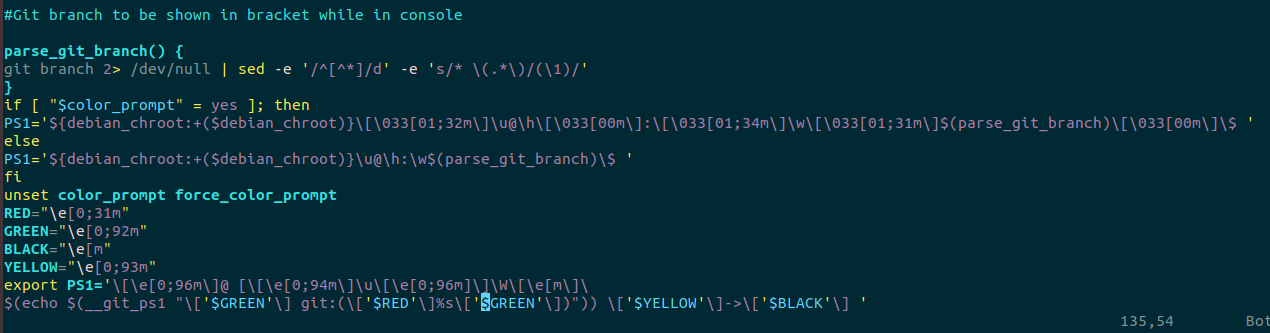 #Git branch to be shown in bracket while in console
parse_git_branch() {
git branch 2> /dev/null | sed -e '/^[^*]/d' -e 's/* \(.*\)/(\1)/'
}
if [ "$color_prompt" = yes ]; then
PS1='${debian_chroot:+($debian_chroot)}\[\033[01;32m\]\u@\h\[\033[00m\]:\[\033[01;34m\]\w\[\033[01;31m\]$(parse_git_branch)\[\033[00m\]\$ '
else
PS1='${debian_chroot:+($debian_chroot)}\u@\h:\w$(parse_git_branch)\$ '
fi
unset color_prompt force_color_prompt
RED="\e[0;31m"
GREEN="\e[0;92m"
BLACK="\e[m"
YELLOW="\e[0;93m"
export PS1='\[\e[0;96m\]@ [\[\e[0;94m\]\u\[\e[0;96m]\]\W\[\e[m\]\
$(echo $(__git_ps1 "\['$GREEN'\] git:(\['$RED'\]%s\['$GREEN'\])")) \['$YELLOW'\]->\['$BLACK'\] '
135,54 Bot